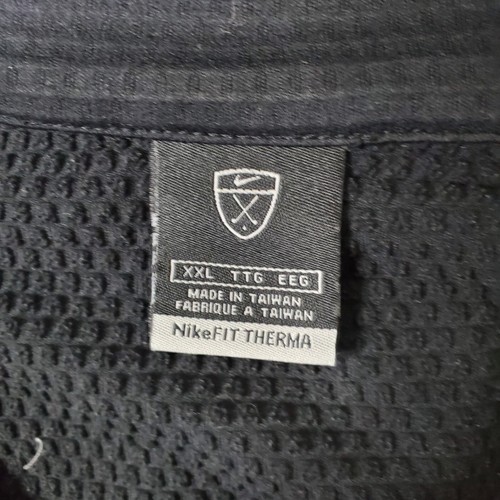 XXL TTG EEG
MADE IN TAIWAN
FABRIQUE A TAIWAN
NikeFIT THERMA